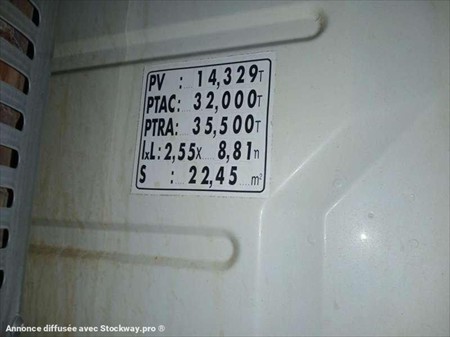 PV : 14,329T
PTAC: 32,000T
PTRA: 35,500T
IxL: 2,55x 8,81m
S : 22,45 m²
Annonce diffusée avec Stockway.pro ®